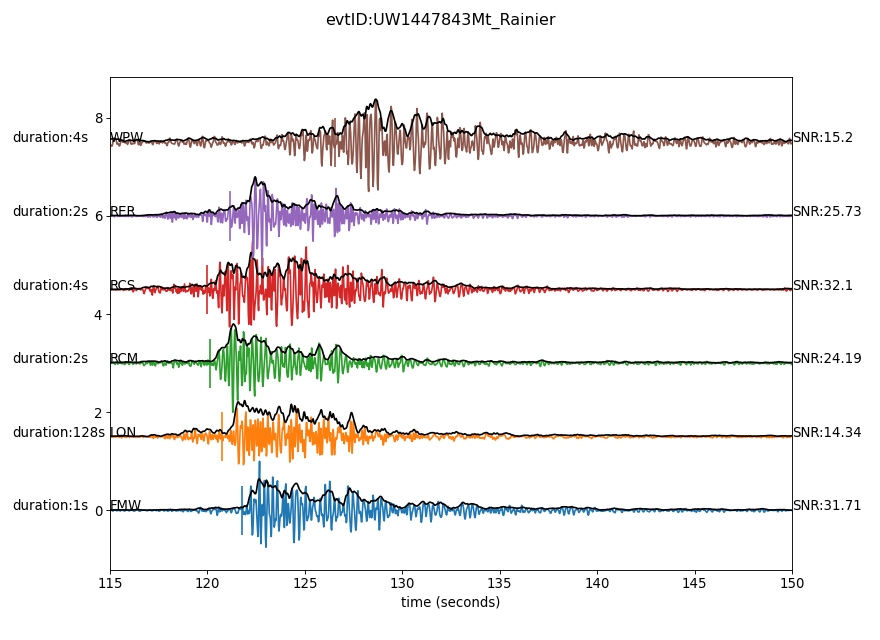 evtID:UW1447843Mt_Rainier
8
duration:4s WPW SNR:15.2
duration:2s RER SNR:25.73
6
duration:4s RCS SNR:32.1
4
duration:2s RCM SNR:24.19
2
duration:128s LON SNR:14.34
duration:1s FMW SNR:31.71
0
115 120 125 130 135 140 145 150
time (seconds)